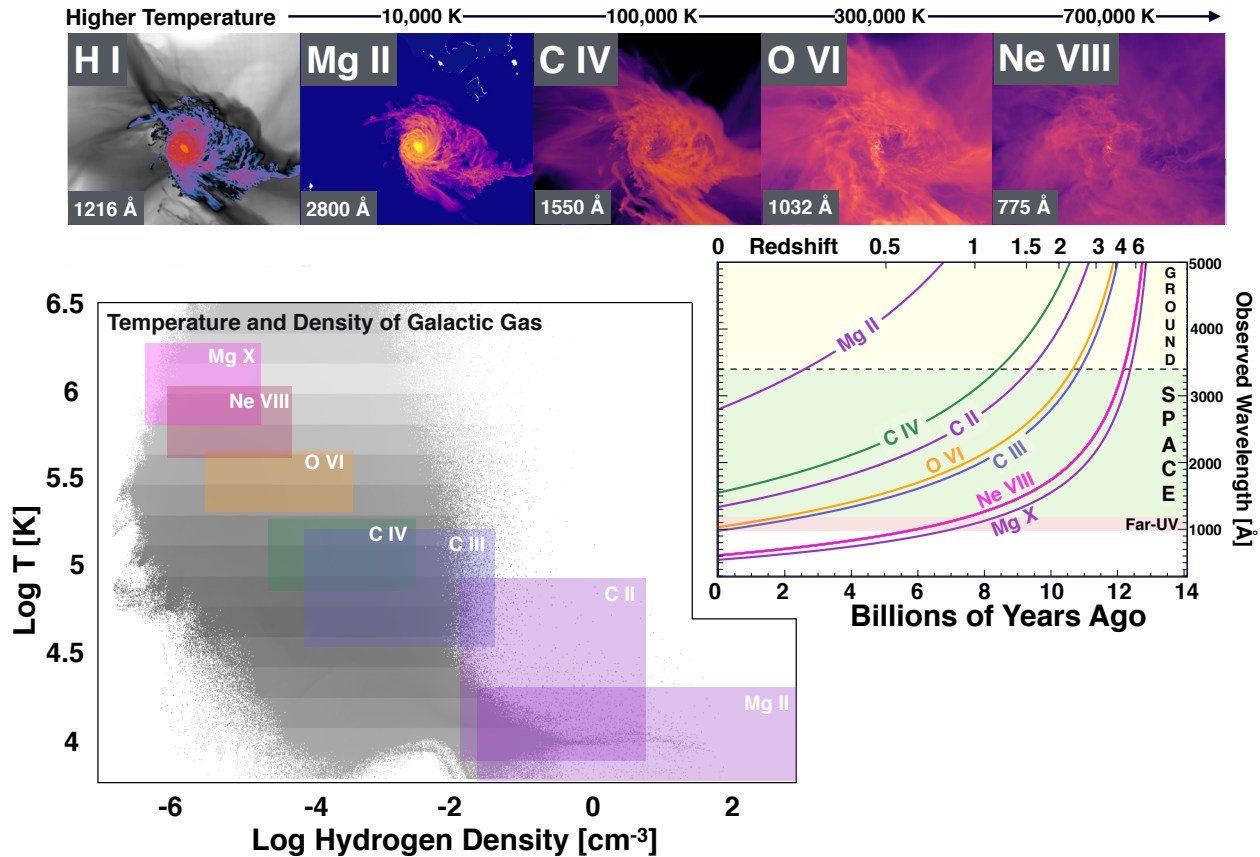 Higher Temperature 10,000 K 100,000 K 300,000 K 700,000 K
H I Mg II C IV O VI Ne VIII
1216 Å 2800 Å 1550 Å 1032 Å 775 Å
Temperature and Density of Galactic Gas
Mg X
Ne VIII
O VI
C IV
C III
C II
Mg II
6.5
6
5.5
5
4.5
4
Log T [K]
-6 -4 -2 0 2
Log Hydrogen Density [cm-3]
0 Redshift 0.5 1 1.5 2 3 4 6
Mg II
C IV
C II
O VI
C III
Ne VIII
Mg X
GROUND
SPACE
Far-UV
5000
4000
3000
2000
1000
Observed Wavelength [Å]
0 2 4 6 8 10 12 14
Billions of Years Ago